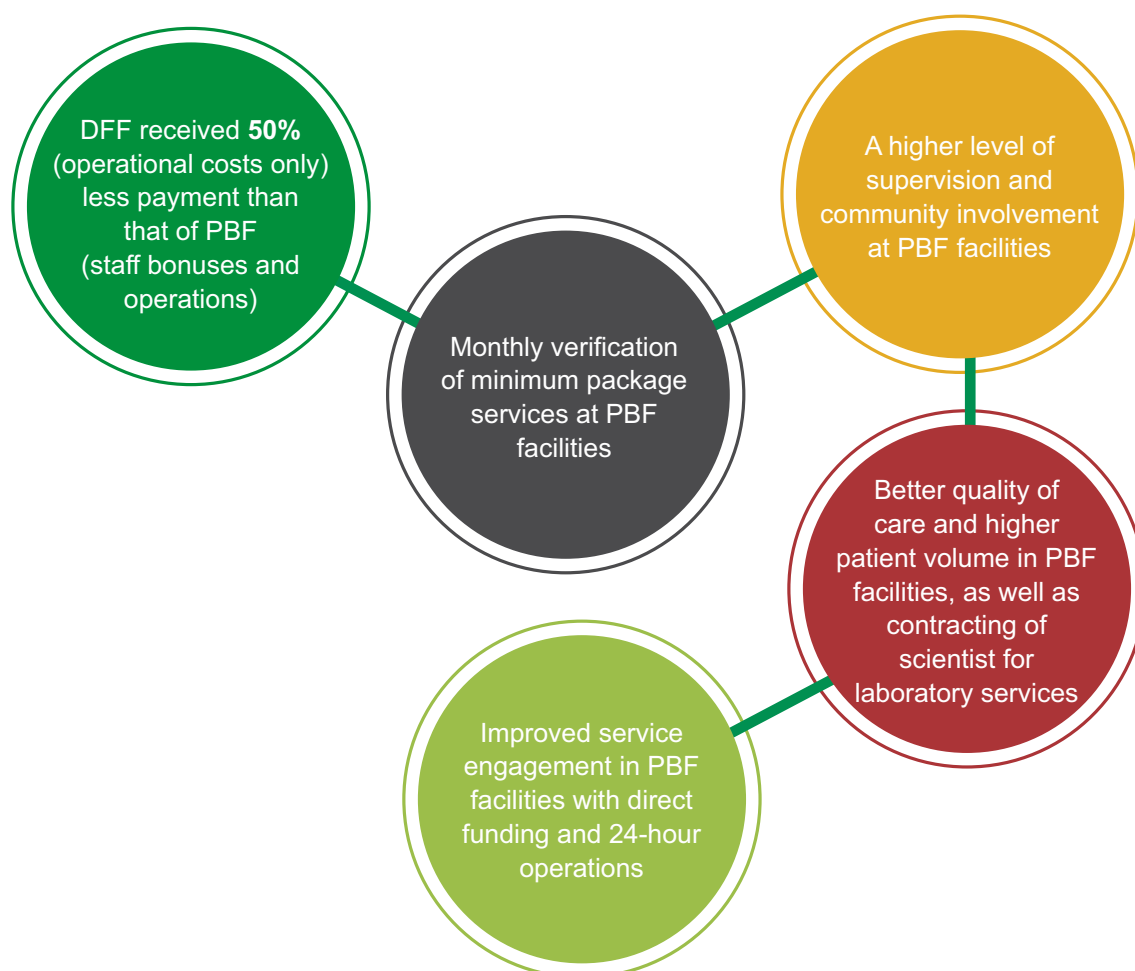 DFF received 50%
(operational costs only)
less payment than
that of PBF
(staff bonuses and
operations)
Monthly verification
of minimum package
services at PBF
facilities
A higher level of
supervision and
community involvement
at PBF facilities
Better quality of
care and higher
patient volume in PBF
facilities, as well as
contracting of
scientist for
laboratory services
Improved service
engagement in PBF
facilities with direct
funding and 24-hour
operations